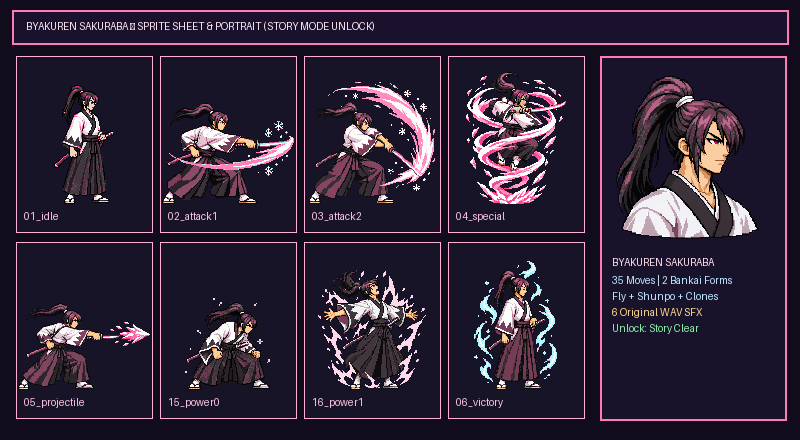 BYAKUREN SAKURABA SPRITE SHEET & PORTRAIT (STORY MODE UNLOCK)
01_idle
02_attack1
03_attack2
04_special
05_projectile
15_power0
16_power1
06_victory
BYAKUREN SAKURABA
35 Moves | 2 Bankai Forms
Fly + Shunpo + Clones
6 Original WAV SFX
Unlock: Story Clear